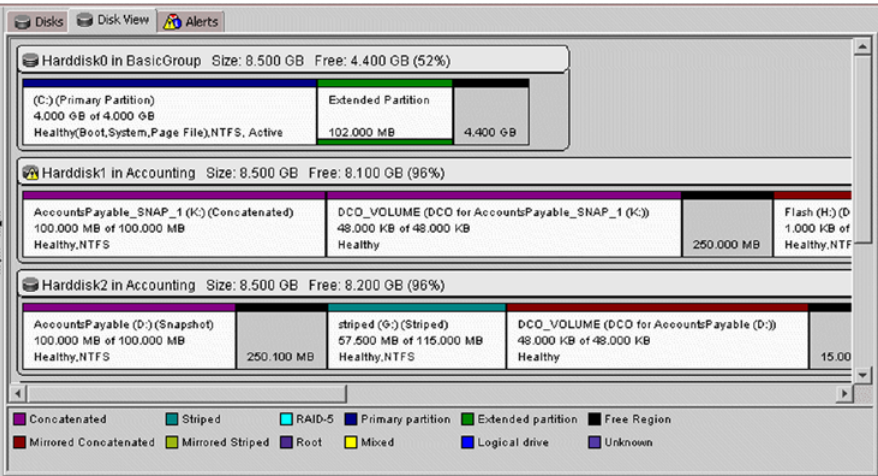 Disks Disk View Alerts
Harddisk0 in BasicGroup Size: 8.500 GB Free: 4.400 GB (52%)
(C:) (Primary Partition)
4.000 GB of 4.000 GB
Healthy(Boot,System,Page File),NTFS, Active
Extended Partition
102.000 MB
4.400 GB
Harddisk1 in Accounting Size: 8.500 GB Free: 8.100 GB (96%)
AccountsPayable_SNAP_1 (K:) (Concatenated)
100.000 MB of 100.000 MB
Healthy,NTFS
DCO_VOLUME (DCO for AccountsPayable_SNAP_1 (K:))
48.000 KB of 48.000 KB
Healthy
250.000 MB
Flash (H:) (D
1.000 KB of
Healthy,NTF
Harddisk2 in Accounting Size: 8.500 GB Free: 8.200 GB (96%)
AccountsPayable (D:) (Snapshot)
100.000 MB of 100.000 MB
Healthy,NTFS
250.100 MB
striped (G:) (Striped)
57.500 MB of 115.000 MB
Healthy,NTFS
DCO_VOLUME (DCO for AccountsPayable (D:))
48.000 KB of 48.000 KB
Healthy
15.00
Concatenated Striped RAID-5 Primary partition Extended partition Free Region
Mirrored Concatenated Mirrored Striped Root Mixed Logical drive Unknown